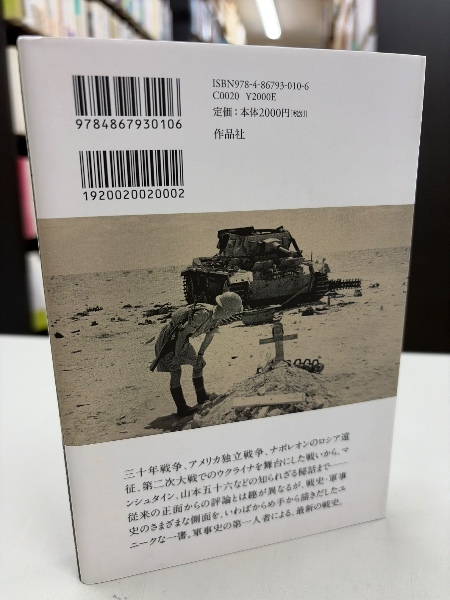 ISBN978-4-86793-010-6
C0020 ¥2000E
定価:本体2000円[税別]
作品社
9784867930106
1920020020002
三十年戦争、アメリカ独立戦争、ナポレオンのロシア遠
征、第二次大戦でのウクライナを舞台にした戦いから、マ
ンシュタイン、山本五十六などの知られざる秘話まで――
従来の正面からの評論とは趣が異なるが、戦史・軍事
史のさまざまな側面を、いわばからめ手から描きだしたユ
ニークな一書。軍事史の第一人者による、最新の戦史。